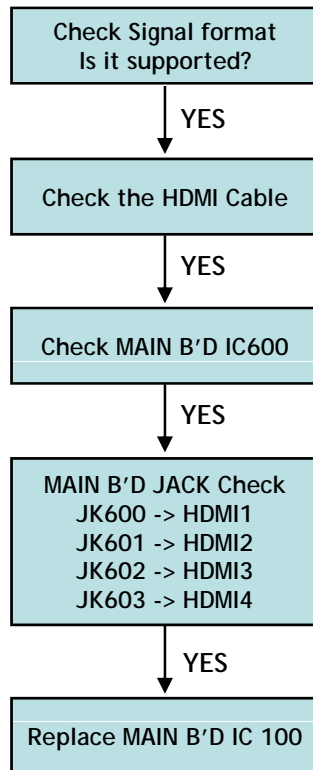 Check Signal format
Is it supported?
YES
Check the HDMI Cable
YES
Check MAIN B’D IC600
YES
MAIN B’D JACK Check
JK600 -> HDMI1
JK601 -> HDMI2
JK602 -> HDMI3
JK603 -> HDMI4
YES
Replace MAIN B’D IC 100